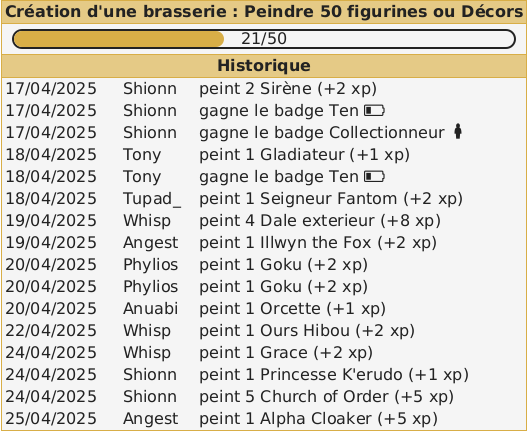 Création d'une brasserie : Peindre 50 figurines ou Décors
21/50
Historique
17/04/2025 Shionn peint 2 Sirène (+2 xp)
17/04/2025 Shionn gagne le badge Ten
17/04/2025 Shionn gagne le badge Collectionneur
18/04/2025 Tony peint 1 Gladiateur (+1 xp)
18/04/2025 Tony gagne le badge Ten
18/04/2025 Tupad_ peint 1 Seigneur Fantom (+2 xp)
19/04/2025 Whisp peint 4 Dale exterieur (+8 xp)
19/04/2025 Angest peint 1 Illwyn the Fox (+2 xp)
20/04/2025 Phylios peint 1 Goku (+2 xp)
20/04/2025 Phylios peint 1 Goku (+2 xp)
20/04/2025 Anuabi peint 1 Orcette (+1 xp)
22/04/2025 Whisp peint 1 Ours Hibou (+2 xp)
24/04/2025 Whisp peint 1 Grace (+2 xp)
24/04/2025 Shionn peint 1 Princesse K'erudo (+1 xp)
24/04/2025 Shionn peint 5 Church of Order (+5 xp)
25/04/2025 Angest peint 1 Alpha Cloaker (+5 xp)